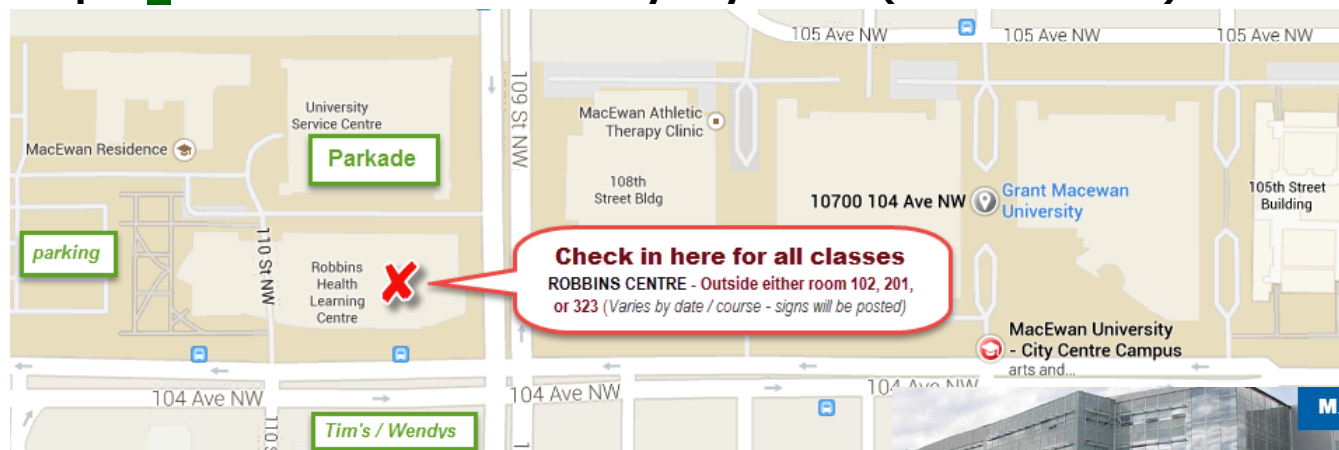 105 Ave NW
105 Ave NW
105 Ave NW
109 St NW
University
Service Centre
Parkade
MacEwan Residence
MacEwan Athletic
Therapy Clinic
108th
Street Bldg
10700 104 Ave NW
Grant Macewan
University
105th Street
Building
parking
110 St NW
Robbins
Health
Learning
Centre
Check in here for all classes
ROBBINS CENTRE - Outside either room 102, 201,
or 323 (Varies by date / course - signs will be posted)
MacEwan University
- City Centre Campus
arts and...
104 Ave NW
104 Ave NW
104 Ave NW
Tim's / Wendys